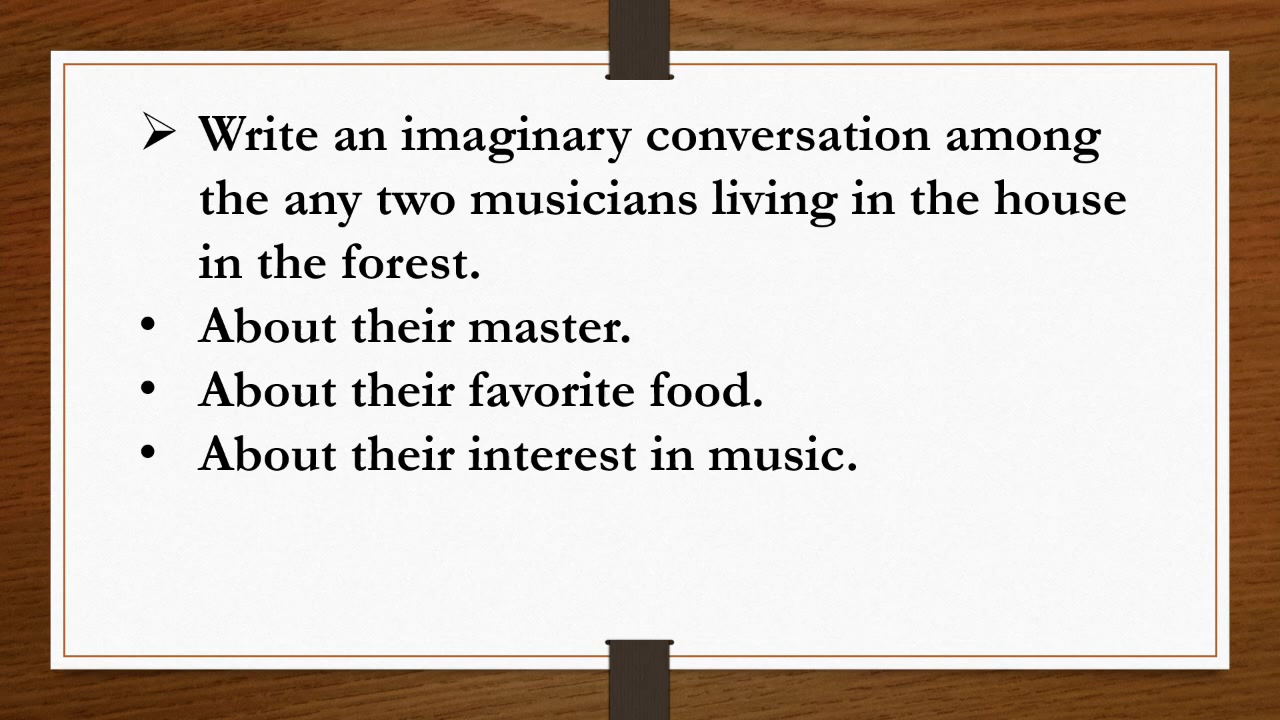 ➢ Write an imaginary conversation among
the any two musicians living in the house
in the forest.
• About their master.
• About their favorite food.
• About their interest in music.